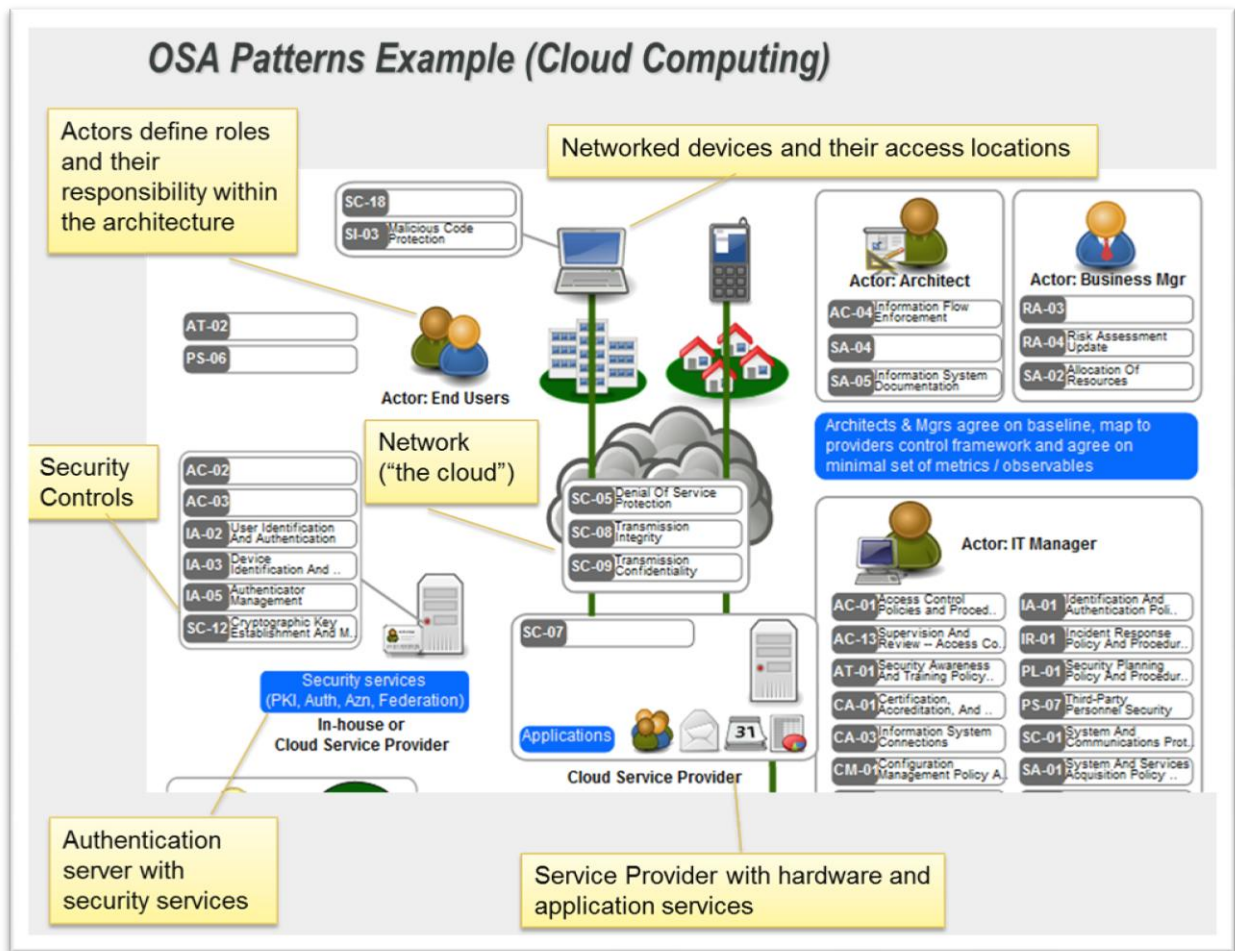 OSA Patterns Example (Cloud Computing)
Actors define roles
and their
responsibility within
the architecture
Networked devices and their access locations
SC-18
SI-03 Malicious Code
Protection
Actor: Architect
AC-04 Information Flow
Enforcement
SA-04
SA-05 Information System
Documentation
Actor: Business Mgr
RA-03
RA-04 Risk Assessment
Update
SA-02 Allocation Of
Resources
AT-02
PS-06
Actor: End Users
Architects & Mgrs agree on baseline, map to
providers control framework and agree on
minimal set of metrics / observables
Network
("the cloud")
Security
Controls
AC-02
AC-03
IA-02 User Identification
And Authentication
IA-03 Device
Identification And ..
IA-05 Authenticator
Management
SC-12 Cryptographic Key
Establishment And M..
SC-05 Denial Of Service
Protection
SC-08 Transmission
Integrity
SC-09 Transmission
Confidentiality
Actor: IT Manager
AC-01 Access Control
Policies and Proced..
AC-13 Supervision And
Review -- Access Co..
AT-01 Security Awareness
And Training Policy..
CA-01 Certification,
Accreditation, And ..
CA-03 Information System
Connections
CM-01 Configuration
Management Policy A..
IA-01 Identification And
Authentication Poli..
IR-01 Incident Response
Policy And Procedur..
PL-01 Security Planning
Policy And Procedur..
PS-07 Third-Party
Personnel Security
SC-01 System And
Communications Prot..
SA-01 System And Services
Acquisition Policy ..
SC-07
Security services
(PKI, Auth, Azn, Federation)
In-house or
Cloud Service Provider
Applications
31
Cloud Service Provider
Authentication
server with
security services
Service Provider with hardware and
application services